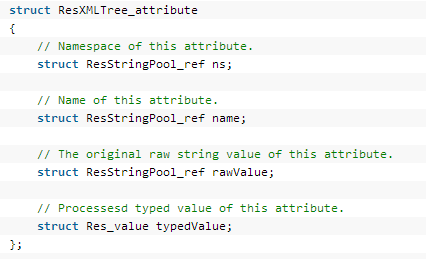 struct ResXMLTree_attribute
{
// Namespace of this attribute.
struct ResStringPool_ref ns;
// Name of this attribute.
struct ResStringPool_ref name;
// The original raw string value of this attribute.
struct ResStringPool_ref rawValue;
// Processesd typed value of this attribute.
struct Res_value typedValue;
};